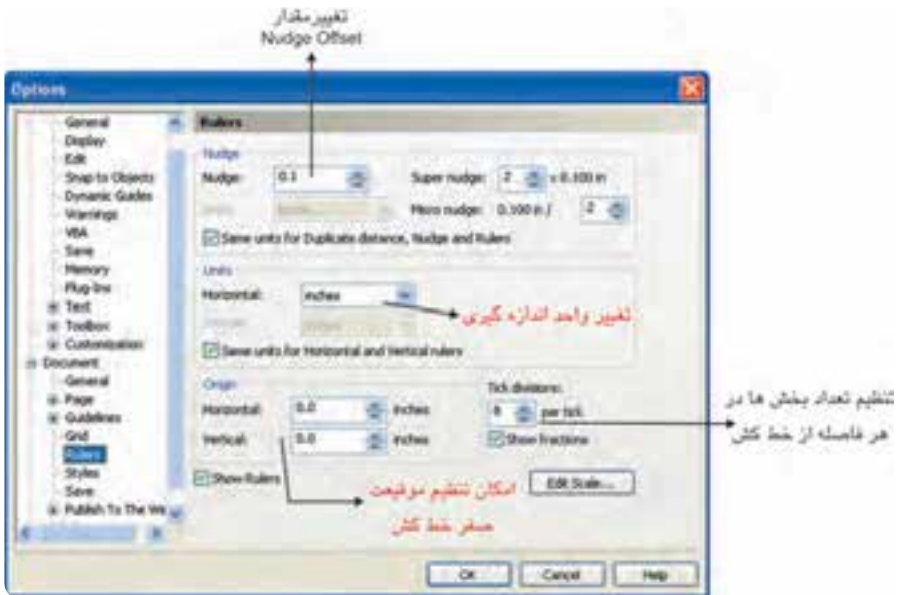 تغییر مقدار
Nudge Offset
Options
General
Display
Edit
Snap to Objects
Dynamic Guides
Warnings
VBA
Save
Memory
Plug-Ins
Text
Toolbox
Customization
Document
General
Page
Guidelines
Grid
Rulers
Styles
Save
Publish To The We
Rulers
Nudge
Nudge: 0.1 Super nudge: 2 x 0.100 in
Micro nudge: 0.100 in / 2
Same units for Duplicate distance, Nudge and Rulers
Units
Horizontal: inches
تغییر واحد اندازه گیری
Same units for Horizontal and Vertical rulers
Origin
Horizontal: 0.0 inches
Vertical: 0.0 inches
Tick divisions:
8 per tick
Show fractions
تنظیم تعداد بخش ها در
هر فاصله از خط کش
Show Rulers
Edit Scale...
امکان تنظیم موقعیت
صفر خط کش
OK Cancel Help